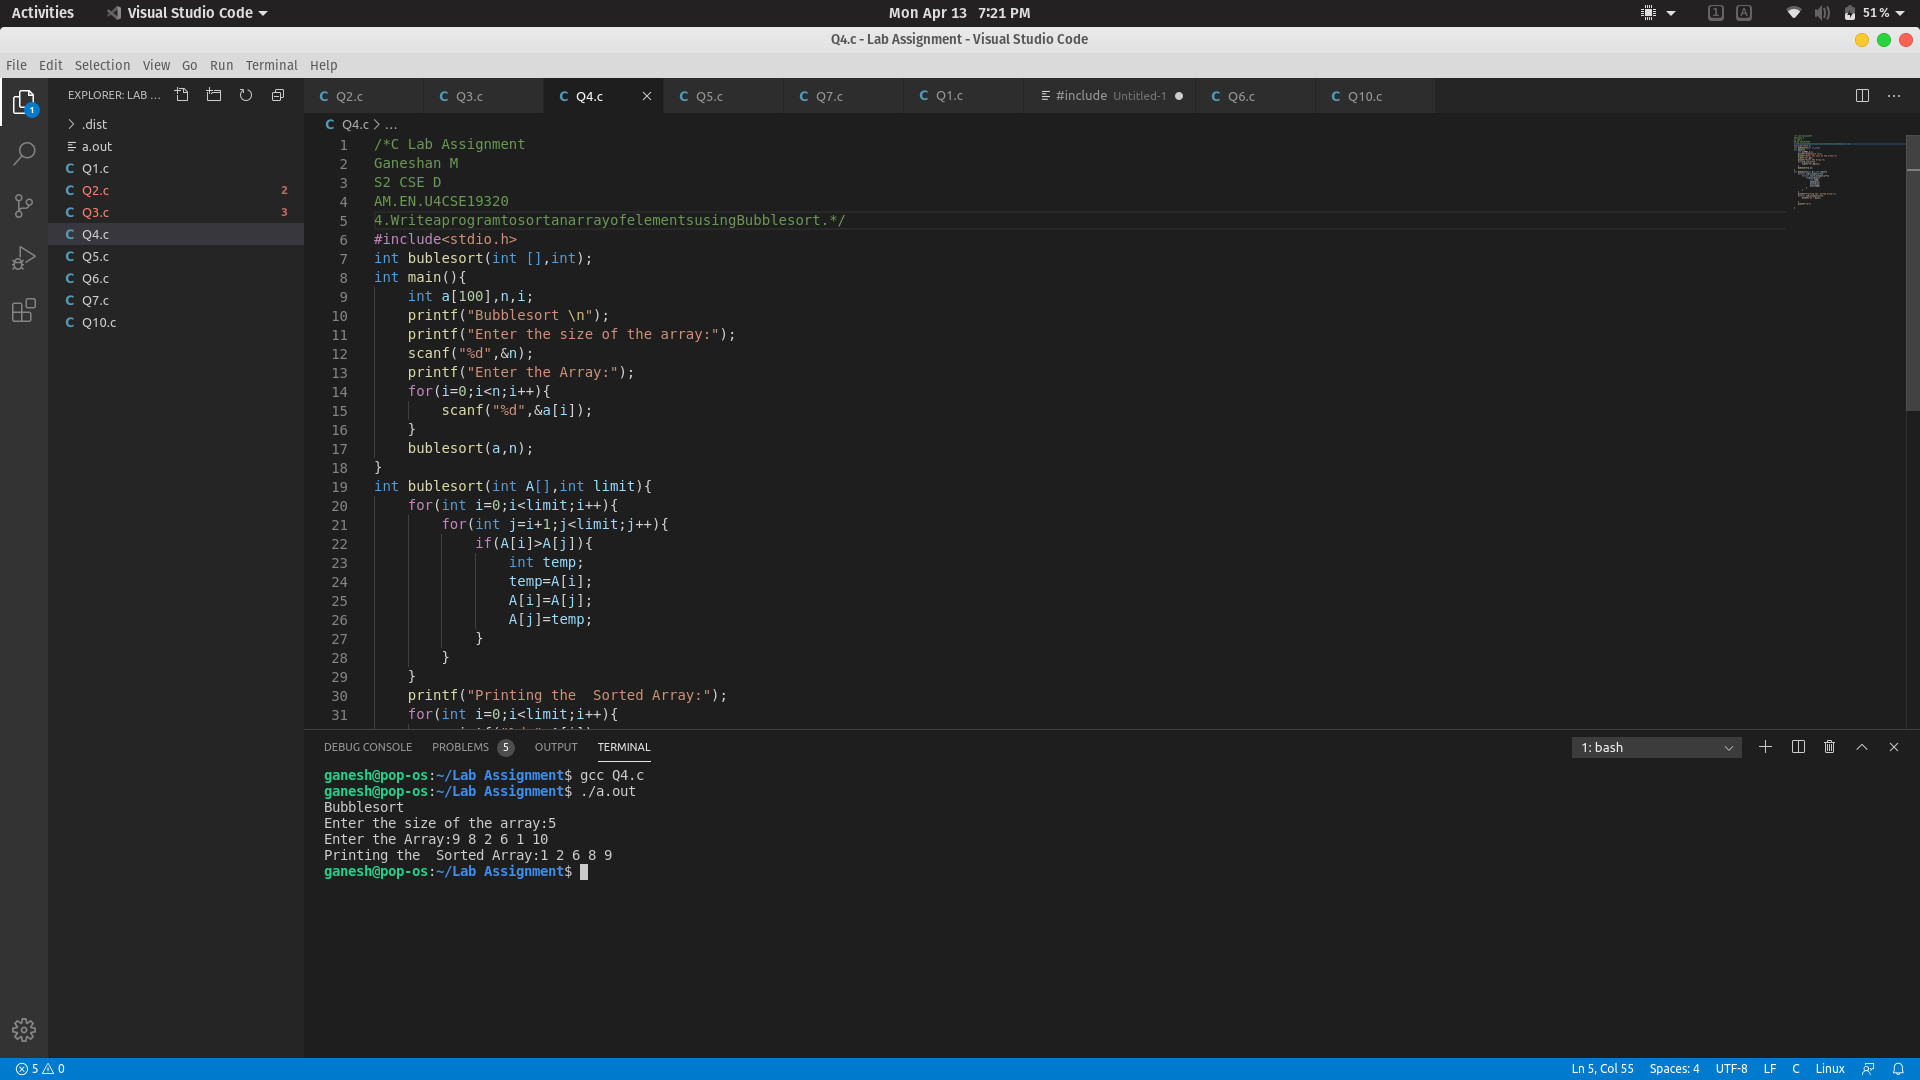 Activities
Visual Studio Code
Mon Apr 13 7:21 PM
1
A
51 %
Q4.c - Lab Assignment - Visual Studio Code
File Edit Selection View Go Run Terminal Help
1
EXPLORER: LAB ...
.dist
a.out
C Q1.c
C Q2.c 2
C Q3.c 3
C Q4.c
C Q5.c
C Q6.c
C Q7.c
C Q10.c
C Q2.c
C Q3.c
C Q4.c
C Q5.c
C Q7.c
C Q1.c
#include Untitled-1
C Q6.c
C Q10.c
C Q4.c > ...
1 /*C Lab Assignment
2 Ganeshan M
3 S2 CSE D
4 AM.EN.U4CSE19320
5 4.WriteaprogramtosortanarrayofelementsusingBubblesort.*/
6 #include<stdio.h>
7 int bublesort(int [],int);
8 int main(){
9     int a[100],n,i;
10     printf("Bubblesort \n");
11     printf("Enter the size of the array:");
12     scanf("%d",&n);
13     printf("Enter the Array:");
14     for(i=0;i<n;i++){
15         scanf("%d",&a[i]);
16     }
17     bublesort(a,n);
18 }
19 int bublesort(int A[],int limit){
20     for(int i=0;i<limit;i++){
21         for(int j=i+1;j<limit;j++){
22             if(A[i]>A[j]){
23                 int temp;
24                 temp=A[i];
25                 A[i]=A[j];
26                 A[j]=temp;
27             }
28         }
29     }
30     printf("Printing the  Sorted Array:");
31     for(int i=0;i<limit;i++){
DEBUG CONSOLE PROBLEMS 5 OUTPUT TERMINAL
1: bash
ganesh@pop-os:~/Lab Assignment$ gcc Q4.c
ganesh@pop-os:~/Lab Assignment$ ./a.out
Bubblesort
Enter the size of the array:5
Enter the Array:9 8 2 6 1 10
Printing the  Sorted Array:1 2 6 8 9
ganesh@pop-os:~/Lab Assignment$
5 0
Ln 5, Col 55 Spaces: 4 UTF-8 LF C Linux